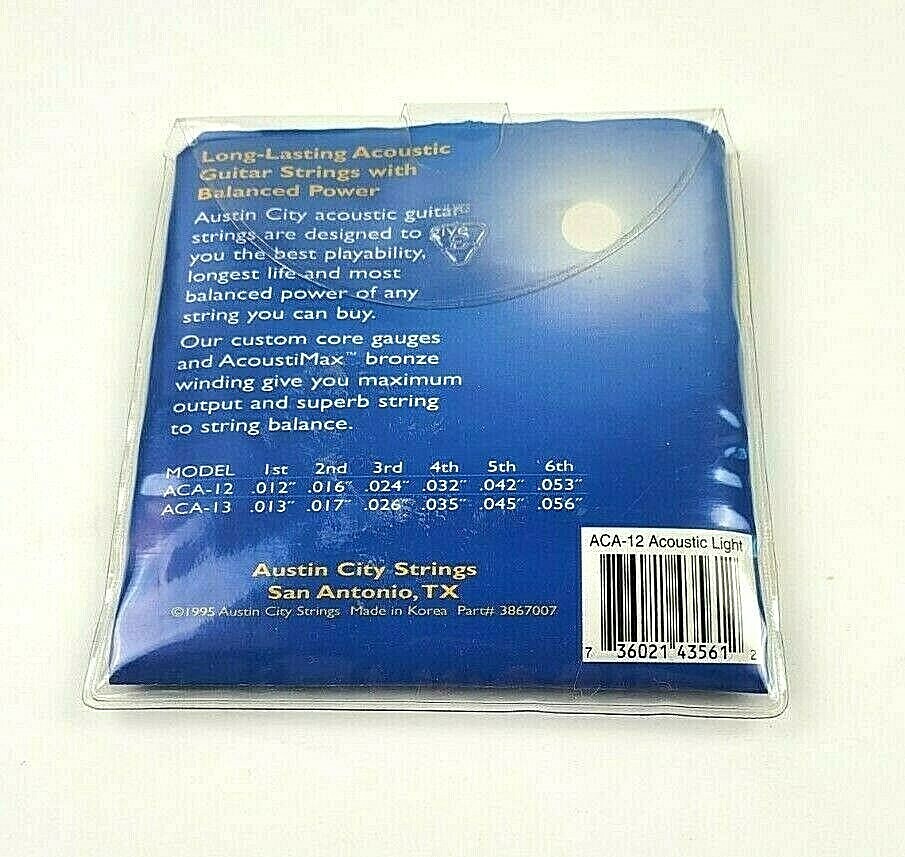 Long-Lasting Acoustic
Guitar Strings with
Balanced Power
Austin City acoustic guitar
strings are designed to give
you the best playability,
longest life and most
balanced power of any
string you can buy.
Our custom core gauges
and AcoustiMax™ bronze
winding give you maximum
output and superb string
to string balance.
MODEL 1st 2nd 3rd 4th 5th 6th
ACA-12 .012″ .016″ .024″ .032″ .042″ .053″
ACA-13 .013″ .017″ .026″ .035″ .045″ .056″
Austin City Strings
San Antonio, TX
©1995 Austin City Strings Made in Korea Part# 3867007
ACA-12 Acoustic Light
7 36021 43561 2